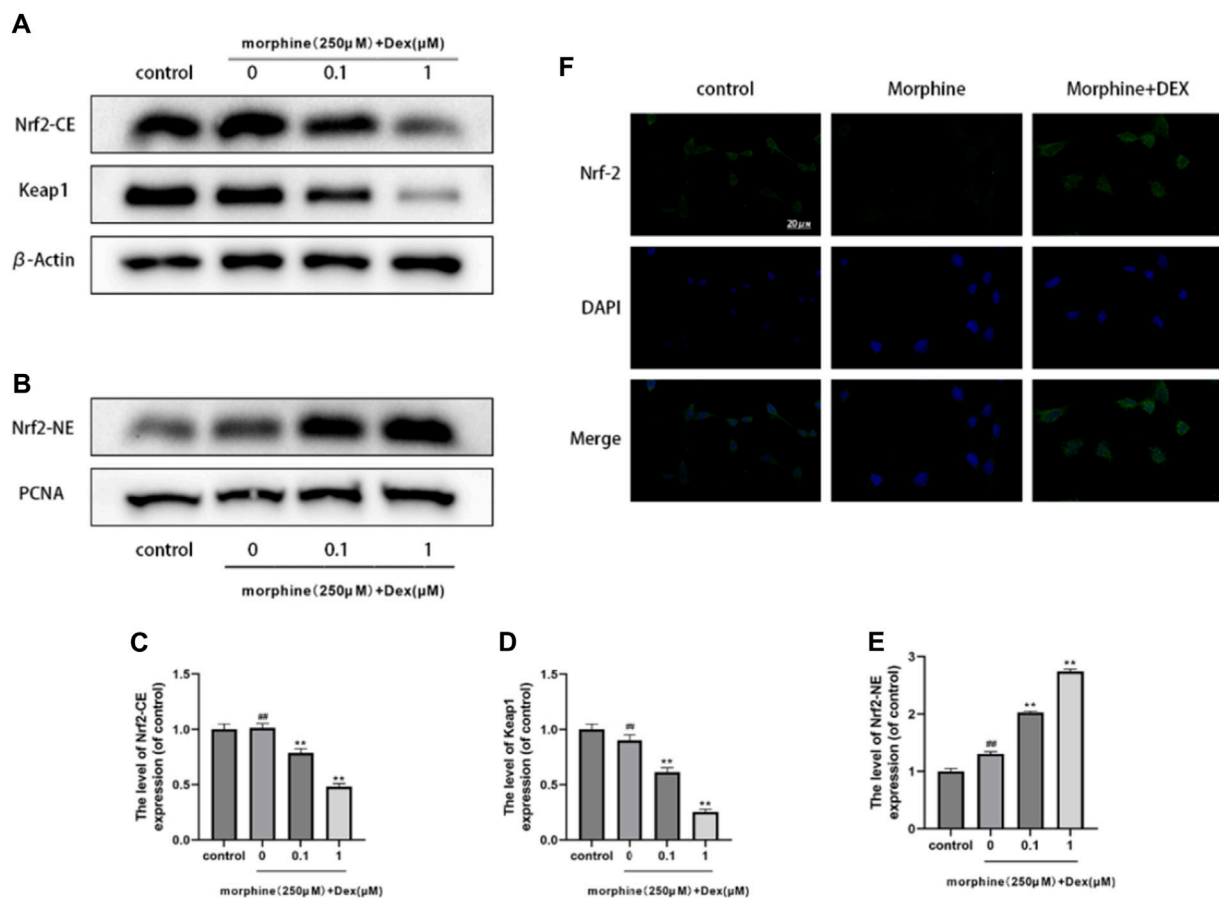 A
morphine(250μM)+Dex(μM)
control 0 0.1 1
Nrf2-CE
Keap1
β-Actin
B
Nrf2-NE
PCNA
control 0 0.1 1
morphine(250μM)+Dex(μM)
F
control Morphine Morphine+DEX
Nrf-2
20μm
DAPI
Merge
C
The level of Nrf2-CE
expression (of control)
1.5
1.0
0.5
0.0
##
**
**
control 0 0.1 1
morphine(250μM)+Dex(μM)
D
The level of Keap1
expression (of control)
1.5
1.0
0.5
0.0
##
**
**
control 0 0.1 1
morphine(250μM)+Dex(μM)
E
The level of Nrf2-NE
expression (of control)
3
2
1
0
##
**
**
control 0 0.1 1
morphine(250μM)+Dex(μM)